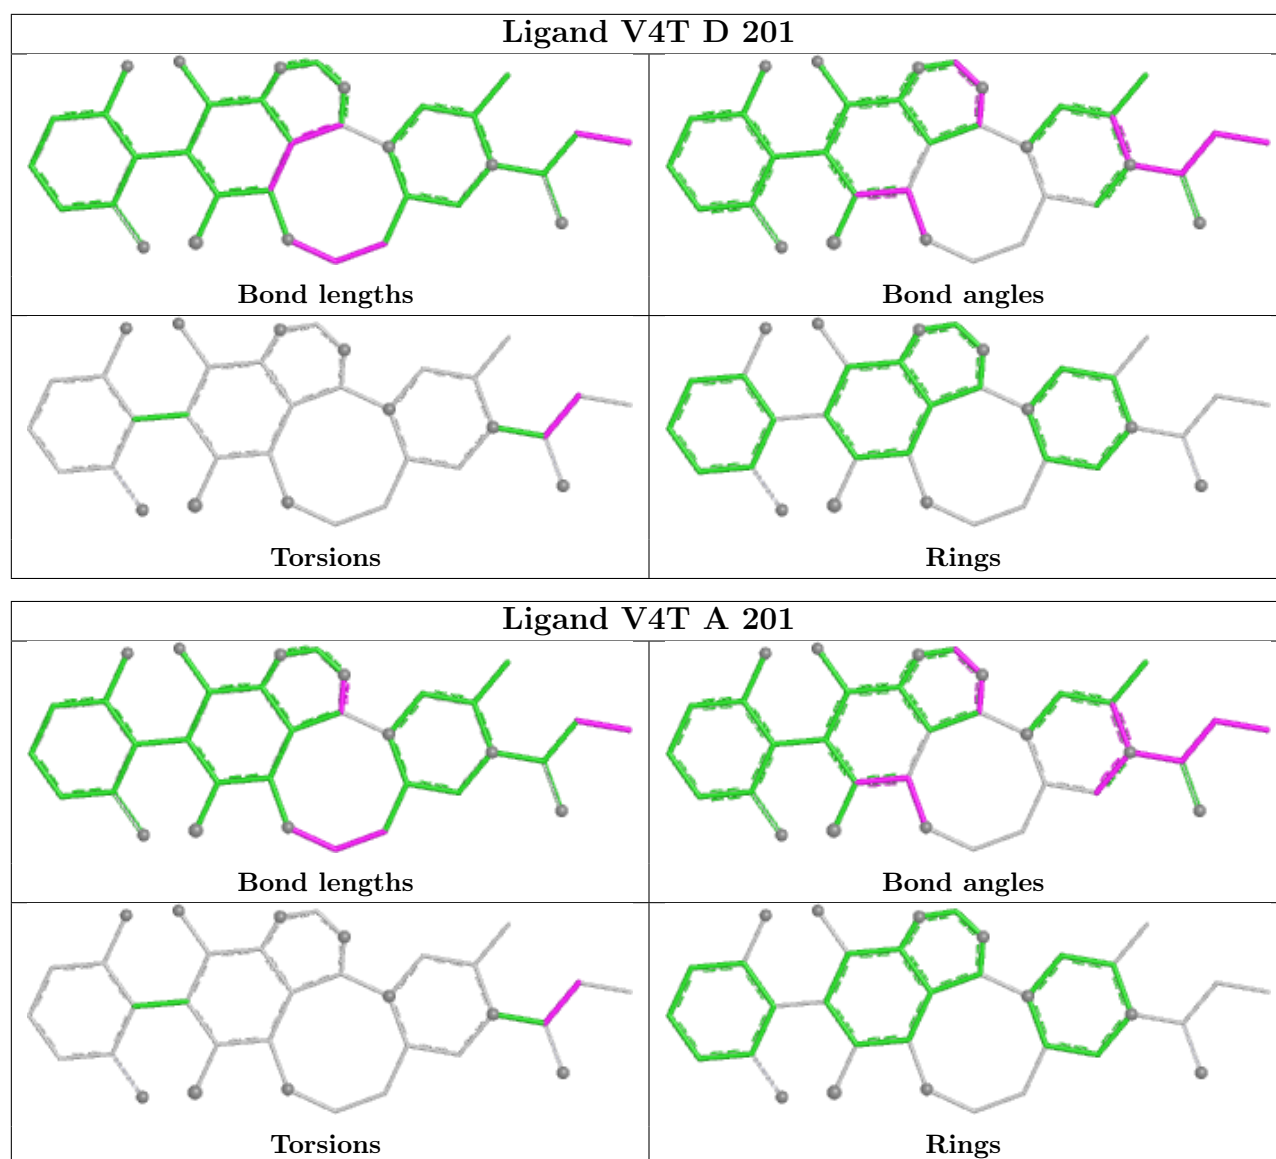 Ligand V4T D 201
Bond lengths
Bond angles
Torsions
Rings
Ligand V4T A 201
Bond lengths
Bond angles
Torsions
Rings